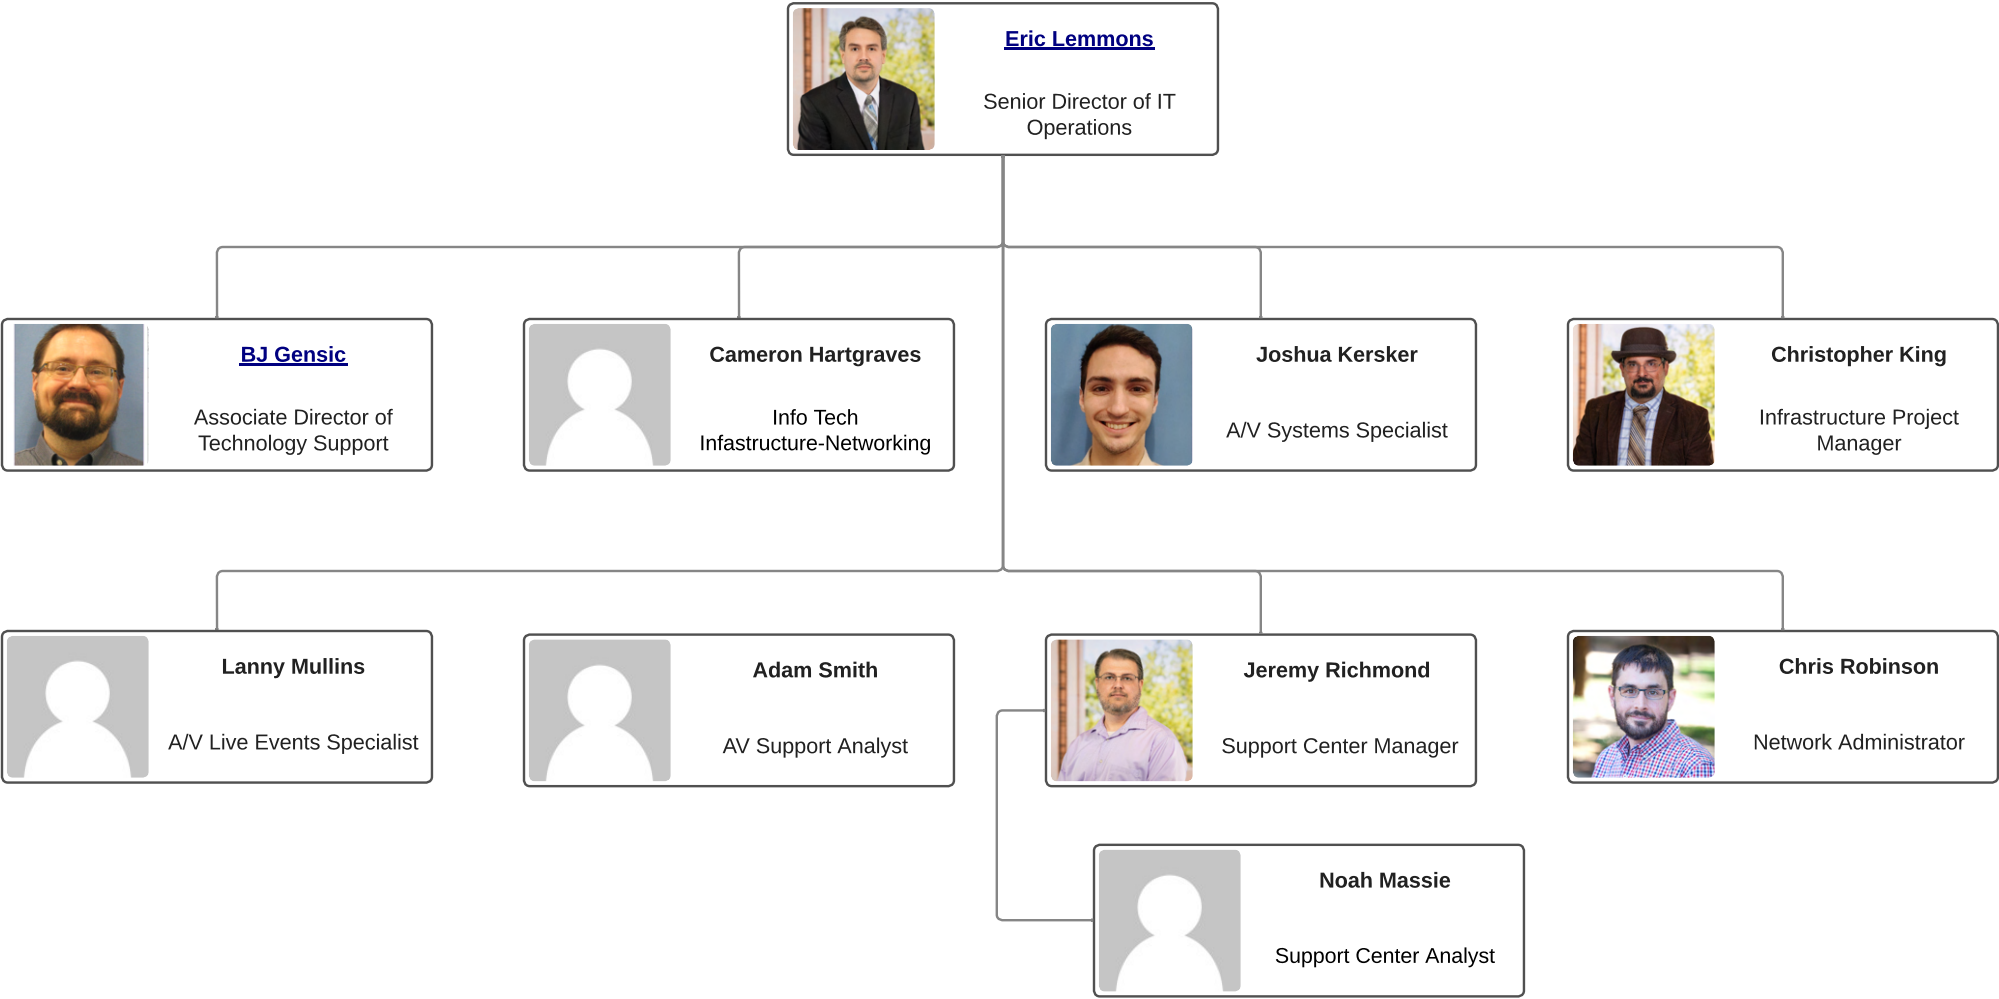 Eric Lemmons
Senior Director of IT
Operations
BJ Gensic
Associate Director of
Technology Support
Cameron Hartgraves
Info Tech
Infastructure-Networking
Joshua Kersker
A/V Systems Specialist
Christopher King
Infrastructure Project
Manager
Lanny Mullins
A/V Live Events Specialist
Adam Smith
AV Support Analyst
Jeremy Richmond
Support Center Manager
Chris Robinson
Network Administrator
Noah Massie
Support Center Analyst